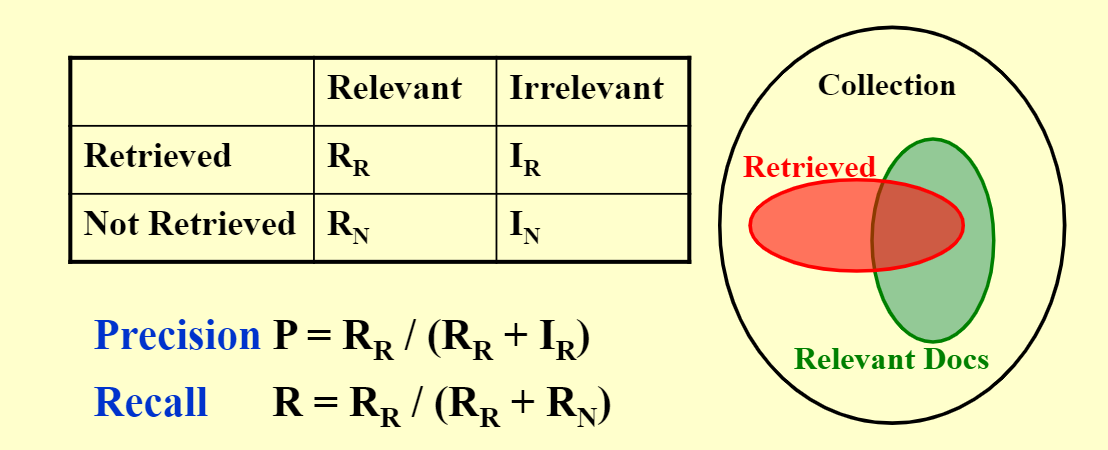 Relevant Irrelevant
Retrieved R_R I_R
Not Retrieved R_N I_N
Precision P = R_R / (R_R + I_R)
Recall R = R_R / (R_R + R_N)
Collection
Retrieved
Relevant Docs